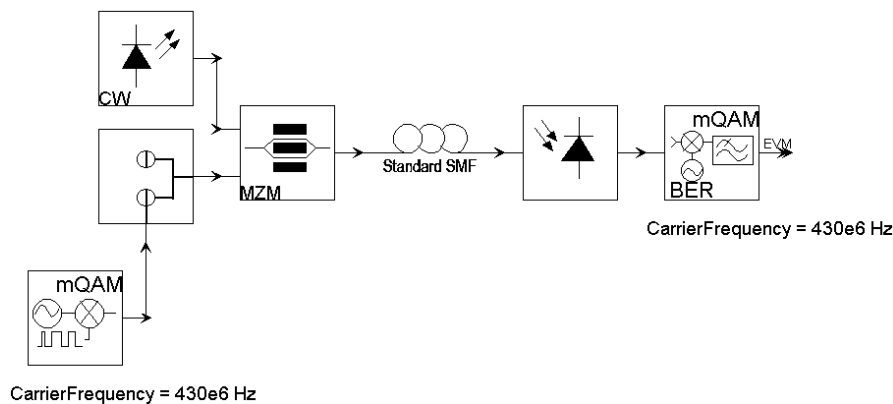 CW
mQAM
MZM
Standard SMF
BER
EVM
CarrierFrequency = 430e6 Hz
mQAM
CarrierFrequency = 430e6 Hz